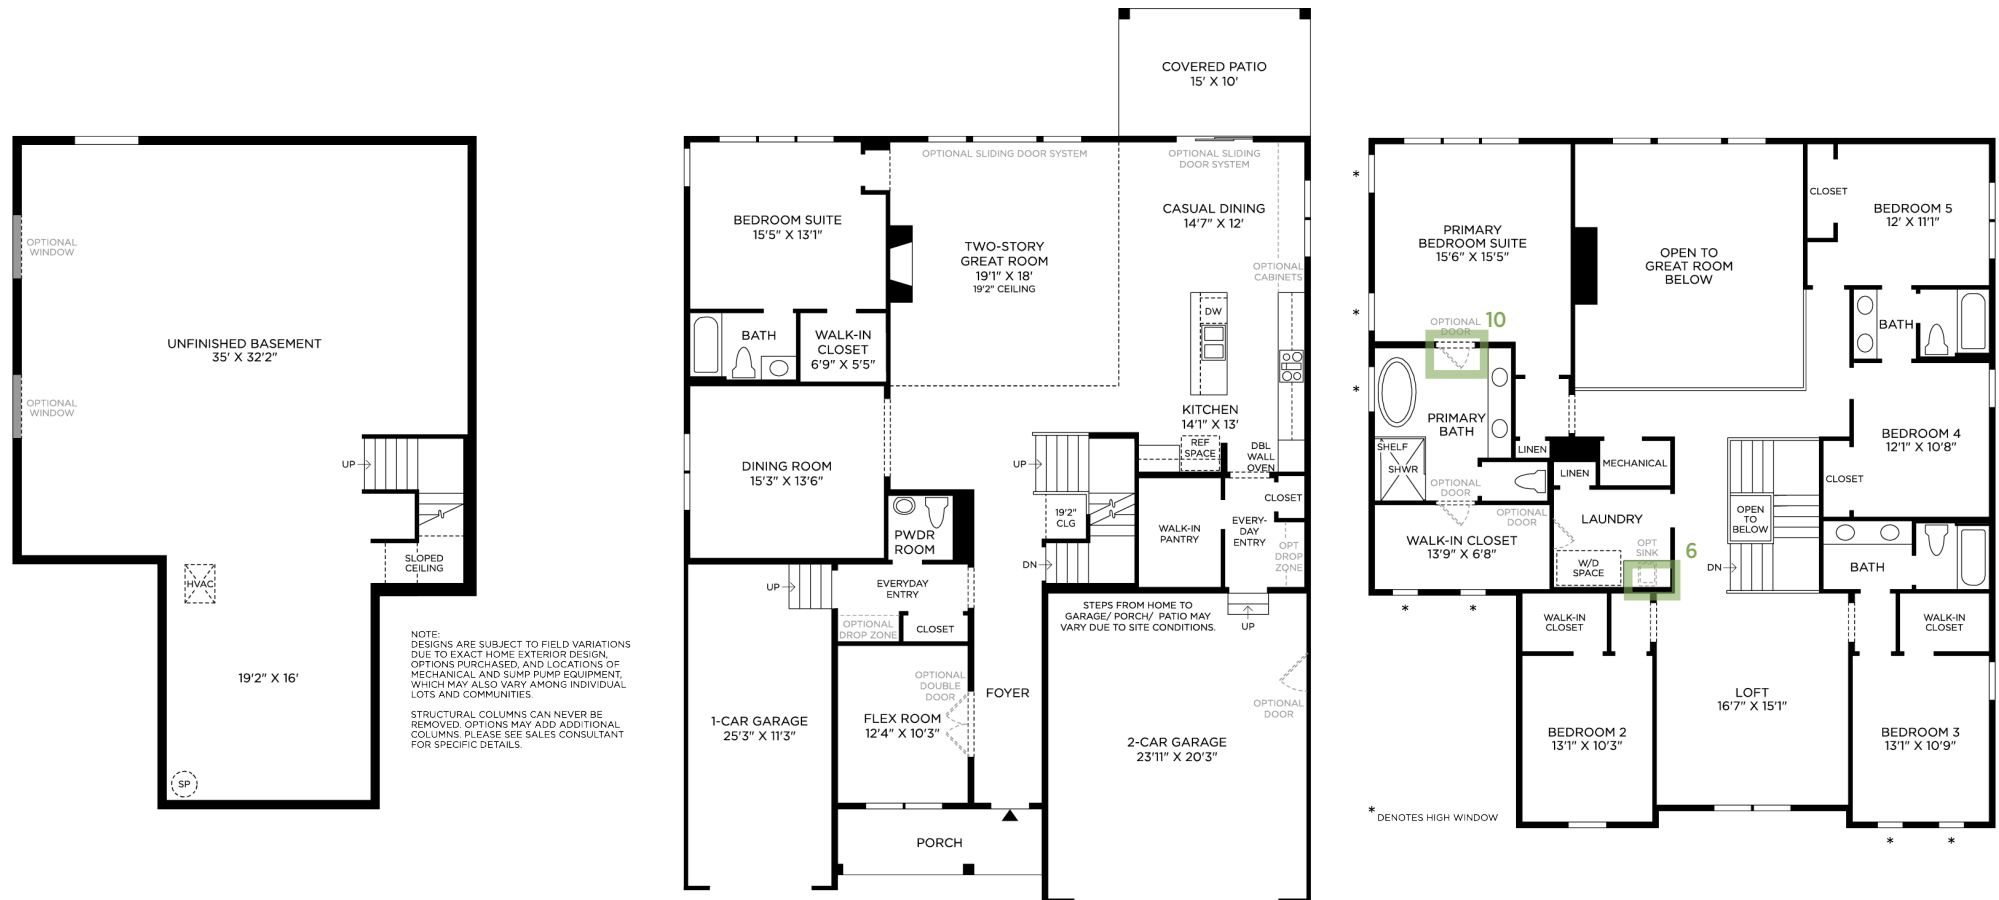 OPTIONAL
WINDOW
UNFINISHED BASEMENT
35' X 32'2"
OPTIONAL
WINDOW
UP
SLOPED
CEILING
HVAC
19'2" X 16'
SP
NOTE:
DESIGNS ARE SUBJECT TO FIELD VARIATIONS
DUE TO EXACT HOME EXTERIOR DESIGN,
OPTIONS PURCHASED, AND LOCATIONS OF
MECHANICAL AND SUMP PUMP EQUIPMENT,
WHICH MAY ALSO VARY AMONG INDIVIDUAL
LOTS AND COMMUNITIES.
STRUCTURAL COLUMNS CAN NEVER BE
REMOVED. OPTIONS MAY ADD ADDITIONAL
COLUMNS. PLEASE SEE SALES CONSULTANT
FOR SPECIFIC DETAILS.
COVERED PATIO
15' X 10'
OPTIONAL SLIDING DOOR SYSTEM
OPTIONAL SLIDING
DOOR SYSTEM
BEDROOM SUITE
15'5" X 13'1"
TWO-STORY
GREAT ROOM
19'1" X 18'
19'2" CEILING
CASUAL DINING
14'7" X 12'
OPTIONAL
CABINETS
DW
BATH
WALK-IN
CLOSET
6'9" X 5'5"
KITCHEN
14'1" X 13'
REF
SPACE
DBL
WALL
OVEN
DINING ROOM
15'3" X 13'6"
UP
19'2"
CLG
DN
WALK-IN
PANTRY
EVERY-
DAY
ENTRY
CLOSET
OPT
DROP
ZONE
PWDR
ROOM
UP
EVERYDAY
ENTRY
OPTIONAL
DROP ZONE
CLOSET
STEPS FROM HOME TO
GARAGE/ PORCH/ PATIO MAY
VARY DUE TO SITE CONDITIONS.
UP
OPTIONAL
DOUBLE
DOOR
FOYER
FLEX ROOM
12'4" X 10'3"
1-CAR GARAGE
25'3" X 11'3"
2-CAR GARAGE
23'11" X 20'3"
OPTIONAL
DOOR
PORCH
*
PRIMARY
BEDROOM SUITE
15'6" X 15'5"
*
OPTIONAL
DOOR
10
*
OPEN TO
GREAT ROOM
BELOW
CLOSET
BEDROOM 5
12' X 11'1"
BATH
PRIMARY
BATH
SHELF
SHWR
LINEN
LINEN
MECHANICAL
BEDROOM 4
12'1" X 10'8"
CLOSET
OPTIONAL
DOOR
OPTIONAL
DOOR
LAUNDRY
OPT
SINK
6
W/D
SPACE
WALK-IN CLOSET
13'9" X 6'8"
OPEN
TO
BELOW
DN
BATH
*
*
WALK-IN
CLOSET
WALK-IN
CLOSET
LOFT
16'7" X 15'1"
BEDROOM 2
13'1" X 10'3"
BEDROOM 3
13'1" X 10'9"
* DENOTES HIGH WINDOW
*
*